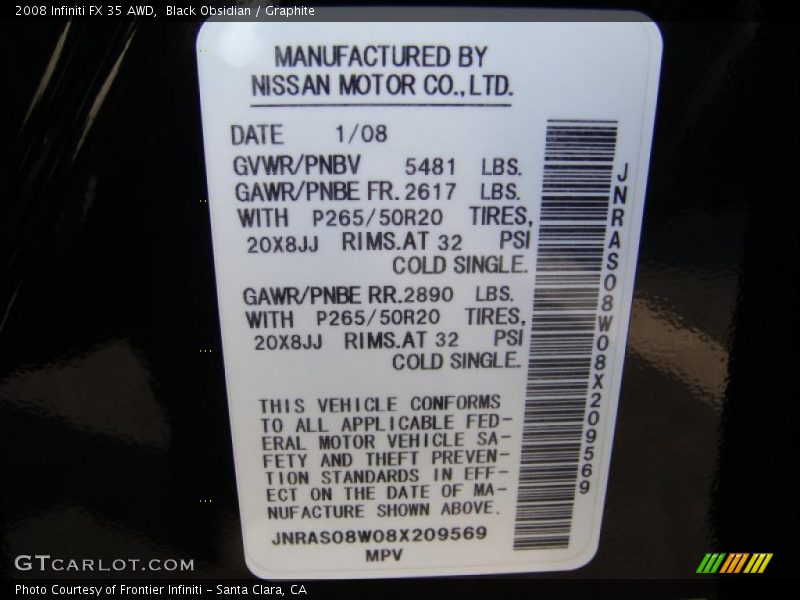 2008 Infiniti FX 35 AWD,  Black Obsidian / Graphite
MANUFACTURED BY
NISSAN MOTOR CO., LTD.
DATE 1/08
GVWR/PNBV 5481 LBS.
GAWR/PNBE FR. 2617 LBS.
WITH P265/50R20 TIRES,
20X8JJ RIMS. AT 32 PSI
COLD SINGLE.
GAWR/PNBE RR. 2890 LBS.
WITH P265/50R20 TIRES,
20X8JJ RIMS. AT 32 PSI
COLD SINGLE.
THIS VEHICLE CONFORMS
TO ALL APPLICABLE FED-
ERAL MOTOR VEHICLE SA-
FETY AND THEFT PREVEN-
TION STANDARDS IN EFF-
ECT ON THE DATE OF MA-
NUFACTURE SHOWN ABOVE.
JNRAS08W08X209569
MPV
JNRAS08W08X209569
GTCARLOT.COM
Photo Courtesy of Frontier Infiniti - Santa Clara, CA